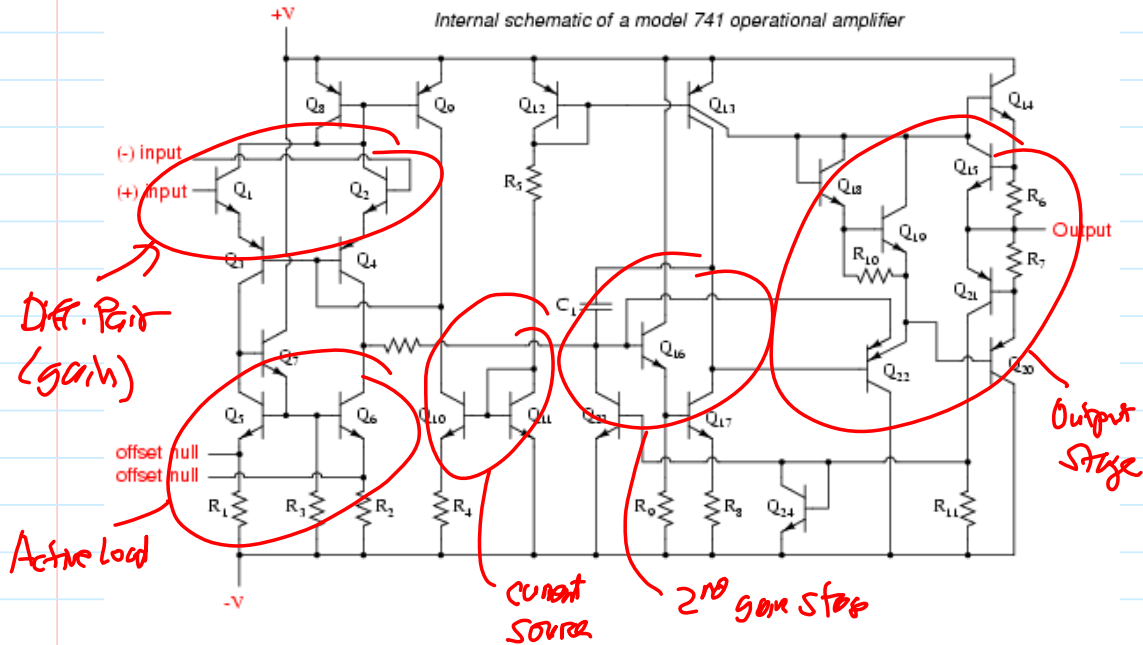 Internal schematic of a model 741 operational amplifier
+V
Q8
Q9
Q12
Q13
Q14
(-) input
(+) input
Q1
Q2
R5
Q18
Q15
R6
Q19
Output
Q3
Q4
R10
R7
Diff. Pair
(gain)
C1
Q21
Q7
Q16
Q22
Q20
Q5
Q6
Q10
Q11
Q23
Q17
Output
Stage
offset null
offset null
R1
R3
R2
R4
R9
R8
Q24
R11
Active Load
-V
current
source
2nd gain stage